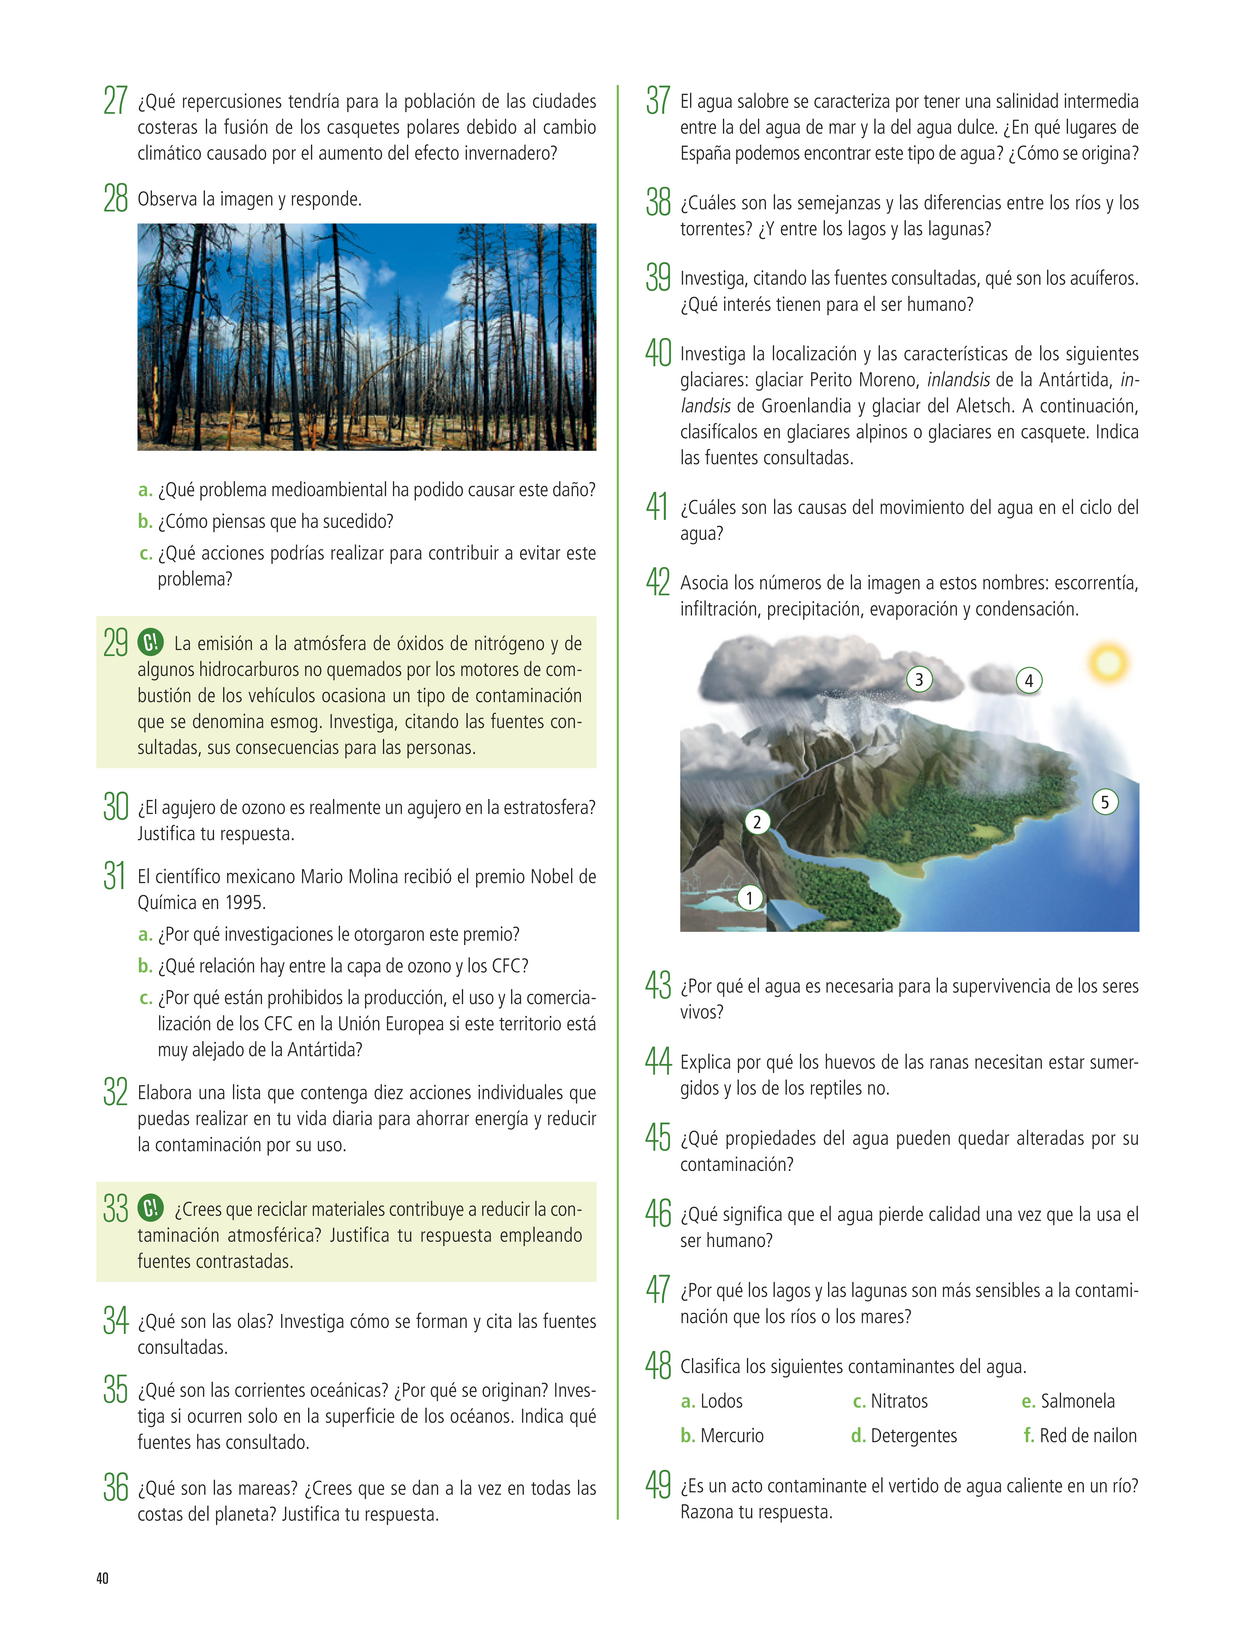 27 ¿Qué repercusiones tendría para la población de las ciudades
costeras la fusión de los casquetes polares debido al cambio
climático causado por el aumento del efecto invernadero?
28 Observa la imagen y responde.
a. ¿Qué problema medioambiental ha podido causar este daño?
b. ¿Cómo piensas que ha sucedido?
c. ¿Qué acciones podrías realizar para contribuir a evitar este
problema?
29 C! La emisión a la atmósfera de óxidos de nitrógeno y de
algunos hidrocarburos no quemados por los motores de com-
bustión de los vehículos ocasiona un tipo de contaminación
que se denomina esmog. Investiga, citando las fuentes con-
sultadas, sus consecuencias para las personas.
30 ¿El agujero de ozono es realmente un agujero en la estratosfera?
Justifica tu respuesta.
31 El científico mexicano Mario Molina recibió el premio Nobel de
Química en 1995.
a. ¿Por qué investigaciones le otorgaron este premio?
b. ¿Qué relación hay entre la capa de ozono y los CFC?
c. ¿Por qué están prohibidos la producción, el uso y la comercia-
lización de los CFC en la Unión Europea si este territorio está
muy alejado de la Antártida?
32 Elabora una lista que contenga diez acciones individuales que
puedas realizar en tu vida diaria para ahorrar energía y reducir
la contaminación por su uso.
33 C! ¿Crees que reciclar materiales contribuye a reducir la con-
taminación atmosférica? Justifica tu respuesta empleando
fuentes contrastadas.
34 ¿Qué son las olas? Investiga cómo se forman y cita las fuentes
consultadas.
35 ¿Qué son las corrientes oceánicas? ¿Por qué se originan? Inves-
tiga si ocurren solo en la superficie de los océanos. Indica qué
fuentes has consultado.
36 ¿Qué son las mareas? ¿Crees que se dan a la vez en todas las
costas del planeta? Justifica tu respuesta.
37 El agua salobre se caracteriza por tener una salinidad intermedia
entre la del agua de mar y la del agua dulce. ¿En qué lugares de
España podemos encontrar este tipo de agua? ¿Cómo se origina?
38 ¿Cuáles son las semejanzas y las diferencias entre los ríos y los
torrentes? ¿Y entre los lagos y las lagunas?
39 Investiga, citando las fuentes consultadas, qué son los acuíferos.
¿Qué interés tienen para el ser humano?
40 Investiga la localización y las características de los siguientes
glaciares: glaciar Perito Moreno, inlandsis de la Antártida, in-
landsis de Groenlandia y glaciar del Aletsch. A continuación,
clasifícalos en glaciares alpinos o glaciares en casquete. Indica
las fuentes consultadas.
41 ¿Cuáles son las causas del movimiento del agua en el ciclo del
agua?
42 Asocia los números de la imagen a estos nombres: escorrentía,
infiltración, precipitación, evaporación y condensación.
3
4
5
2
1
43 ¿Por qué el agua es necesaria para la supervivencia de los seres
vivos?
44 Explica por qué los huevos de las ranas necesitan estar sumer-
gidos y los de los reptiles no.
45 ¿Qué propiedades del agua pueden quedar alteradas por su
contaminación?
46 ¿Qué significa que el agua pierde calidad una vez que la usa el
ser humano?
47 ¿Por qué los lagos y las lagunas son más sensibles a la contami-
nación que los ríos o los mares?
48 Clasifica los siguientes contaminantes del agua.
a. Lodos c. Nitratos e. Salmonela
b. Mercurio d. Detergentes f. Red de nailon
49 ¿Es un acto contaminante el vertido de agua caliente en un río?
Razona tu respuesta.
40